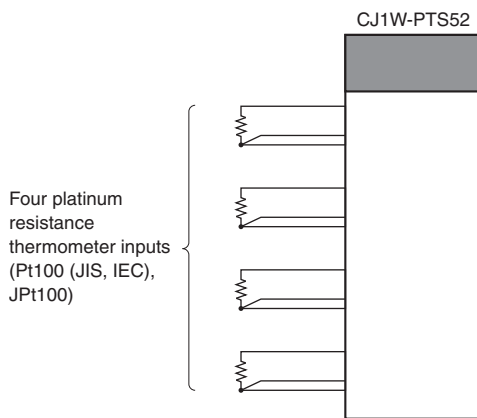 CJ1W-PTS52
Four platinum
resistance
thermometer inputs
(Pt100 (JIS, IEC),
JPt100)